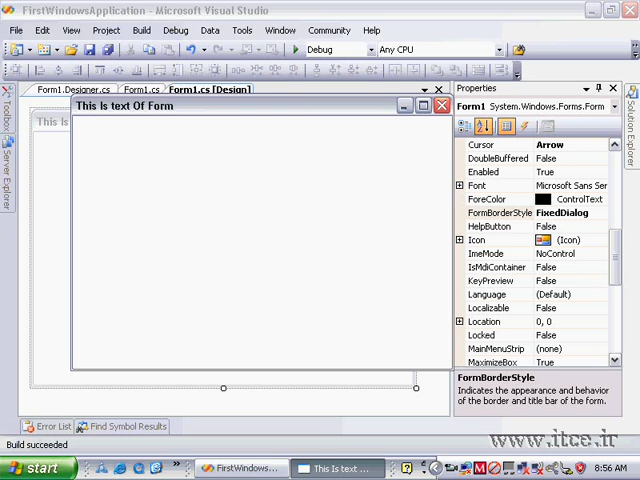 FirstWindowsApplication - Microsoft Visual Studio
File Edit View Project Build Debug Data Tools Window Community Help
Debug Any CPU
Form1.Designer.cs Form1.cs Form1.cs [Design]
Properties
This Is
This Is text Of Form
Form1 System.Windows.Forms.Form
Toolbox
Server Explorer
Solution Explorer
Cursor Arrow
DoubleBuffered False
Enabled True
Font Microsoft Sans Ser
ForeColor ControlText
FormBorderStyle FixedDialog
HelpButton False
Icon (Icon)
ImeMode NoControl
IsMdiContainer False
KeyPreview False
Language (Default)
Localizable False
Location 0, 0
Locked False
MainMenuStrip (none)
MaximizeBox True
FormBorderStyle
Indicates the appearance and behavior
of the border and title bar of the form.
Error List Find Symbol Results
Build succeeded
www.itce.ir
start FirstWindowsA... This Is text ... 8:56 AM